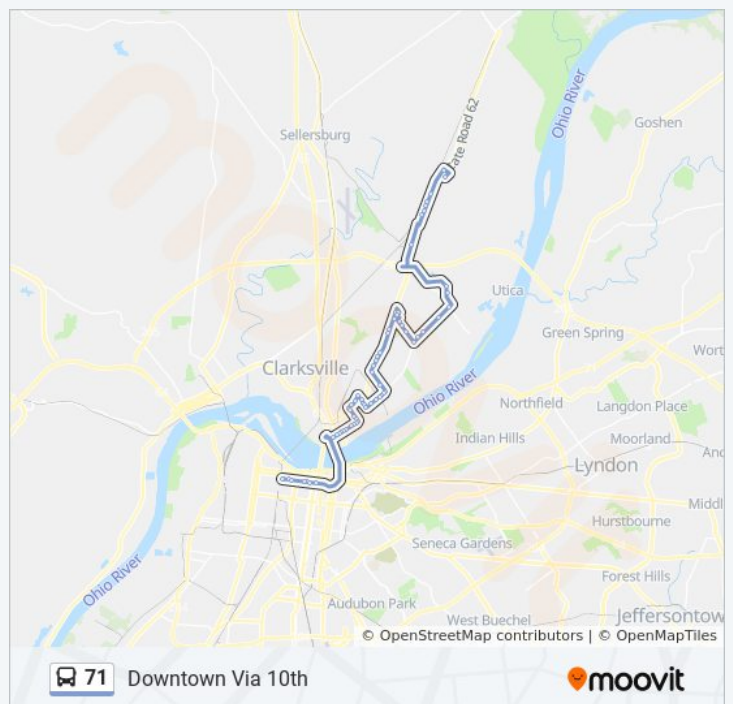 Ohio River
Goshen
State Road 62
Sellersburg
Utica
Green Spring
Wort
Clarksville
Ohio River
Northfield
Langdon Place
Indian Hills
Moorland
Anc
Lyndon
Middl
Hurstbourne
Seneca Gardens
Ohio River
Forest Hills
Audubon Park
West Buechel
Jeffersontow
© OpenStreetMap contributors | © OpenMapTiles
71 Downtown Via 10th
moovit